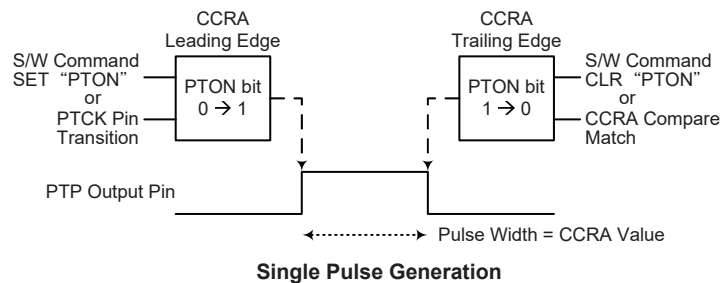 CCRA
Leading Edge
S/W Command
SET “PTON”
or
PTCK Pin
Transition
PTON bit
0 → 1
CCRA
Trailing Edge
PTON bit
1 → 0
S/W Command
CLR “PTON”
or
CCRA Compare
Match
PTP Output Pin
Pulse Width = CCRA Value
Single Pulse Generation